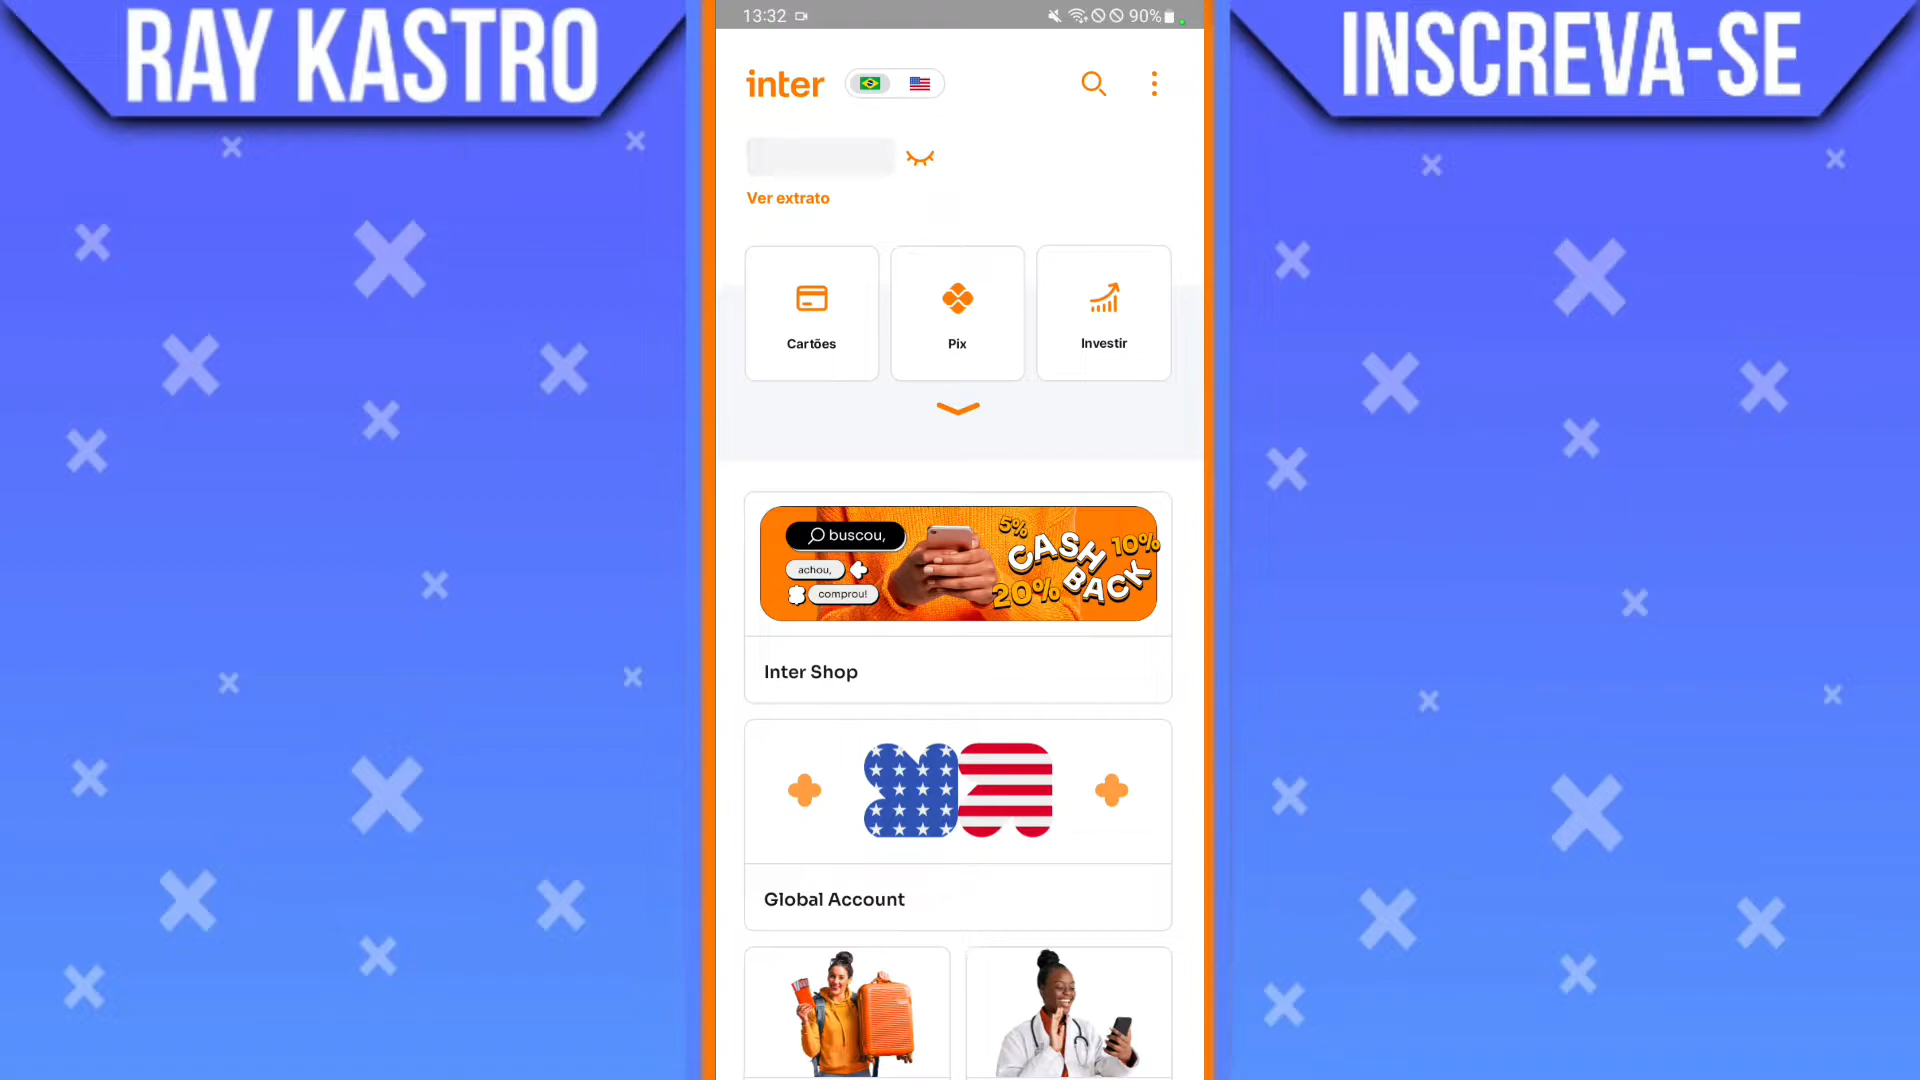 RAY KASTRO
INSCREVA-SE
13:32
90%
inter
Ver extrato
Cartões
Pix
Investir
buscou,
achou,
comprou!
5%
CASH
BACK
10%
20%
Inter Shop
Global Account